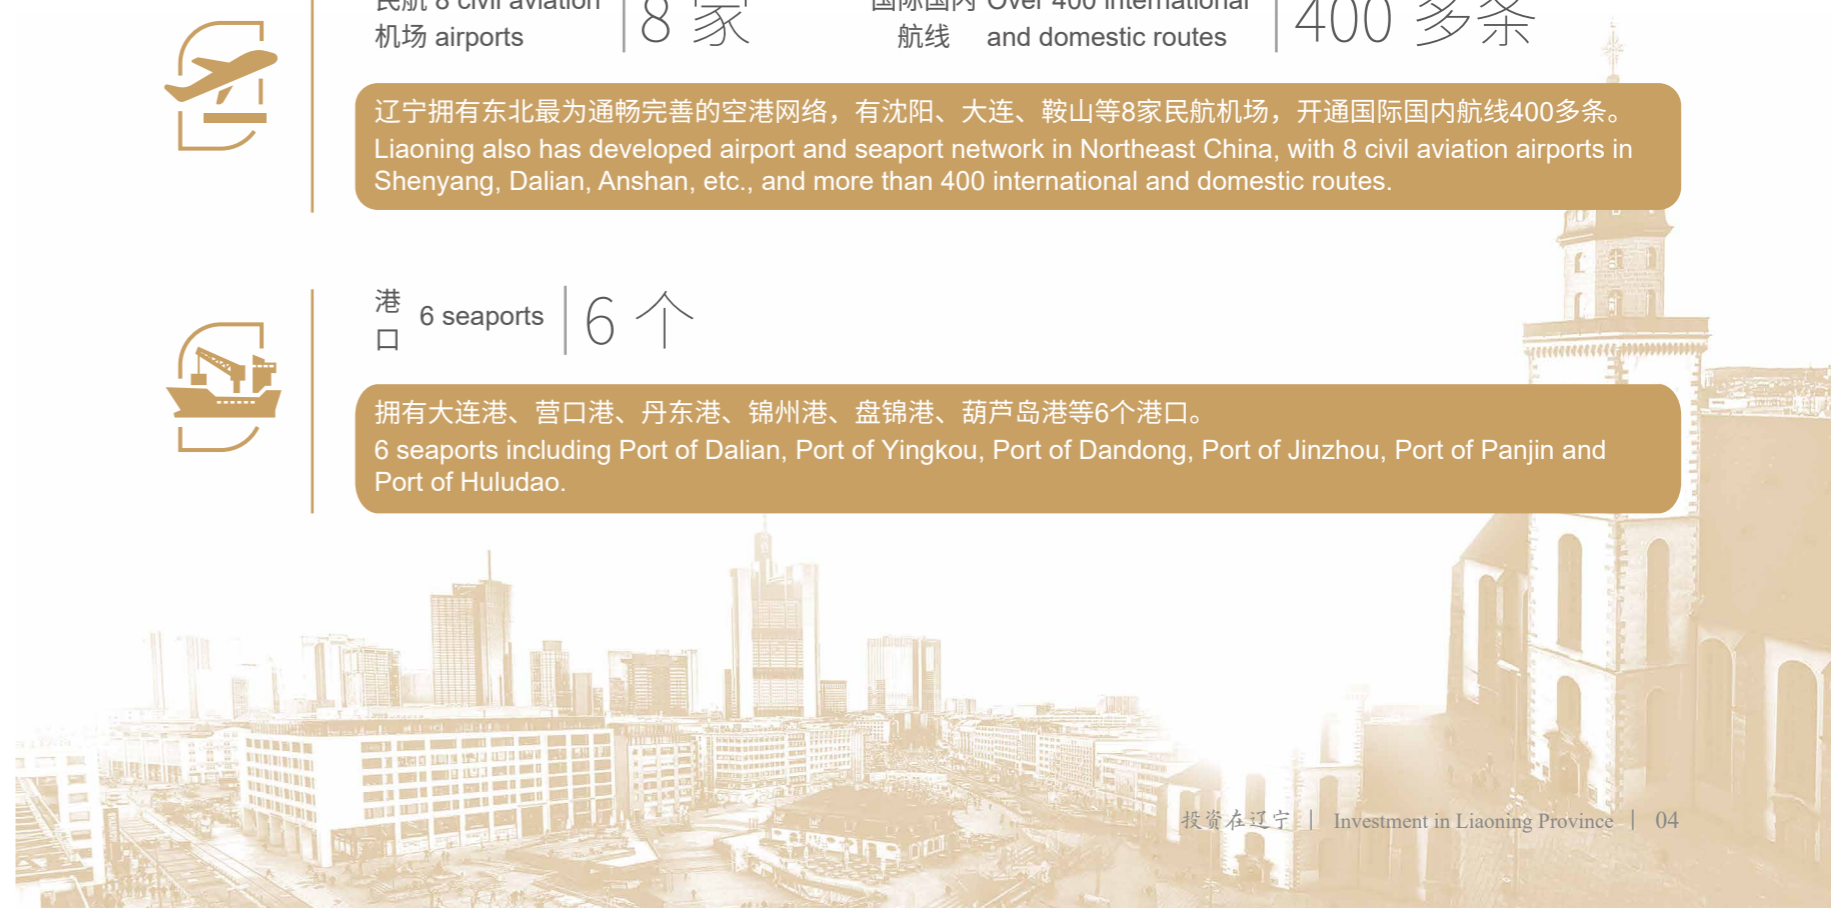 民航 8 civil aviation
机场 airports
8 家
国际国内 Over 400 international
航线 and domestic routes
400 多条
辽宁拥有东北最为通畅完善的空港网络，有沈阳、大连、鞍山等8家民航机场，开通国际国内航线400多条。
Liaoning also has developed airport and seaport network in Northeast China, with 8 civil aviation airports in
Shenyang, Dalian, Anshan, etc., and more than 400 international and domestic routes.
港
口
6 seaports
6 个
拥有大连港、营口港、丹东港、锦州港、盘锦港、葫芦岛港等6个港口。
6 seaports including Port of Dalian, Port of Yingkou, Port of Dandong, Port of Jinzhou, Port of Panjin and
Port of Huludao.
投资在辽宁 | Investment in Liaoning Province | 04